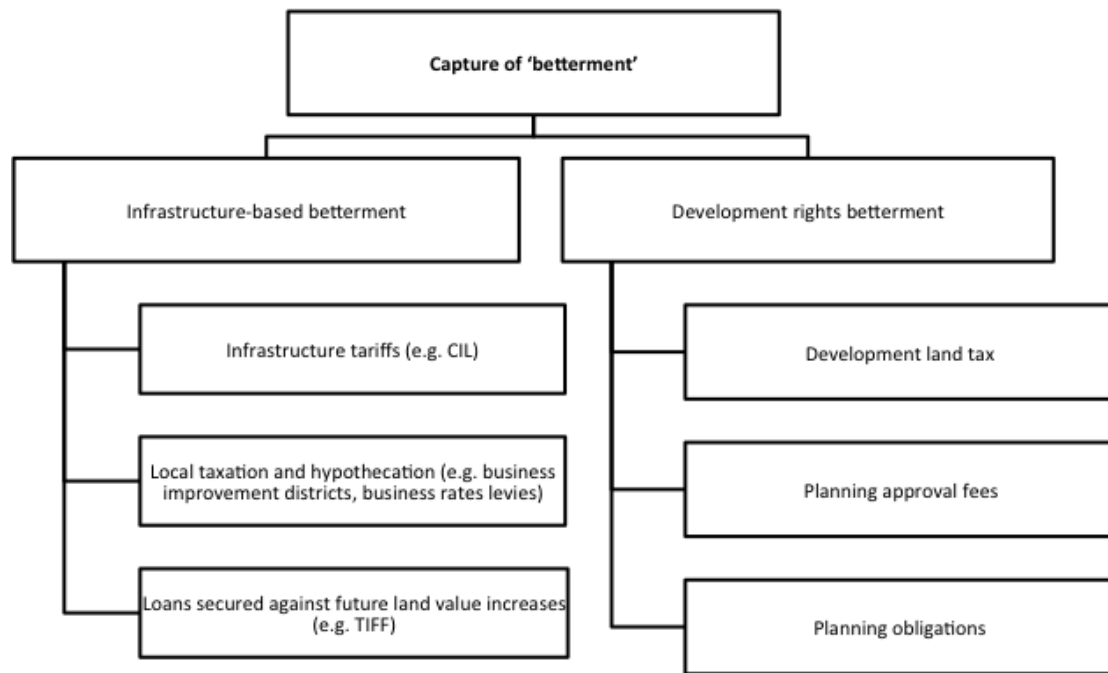 Capture of ‘betterment’
Infrastructure-based betterment
Development rights betterment
Infrastructure tariffs (e.g. CIL)
Development land tax
Local taxation and hypothecation (e.g. business
improvement districts, business rates levies)
Planning approval fees
Loans secured against future land value increases
(e.g. TIFF)
Planning obligations